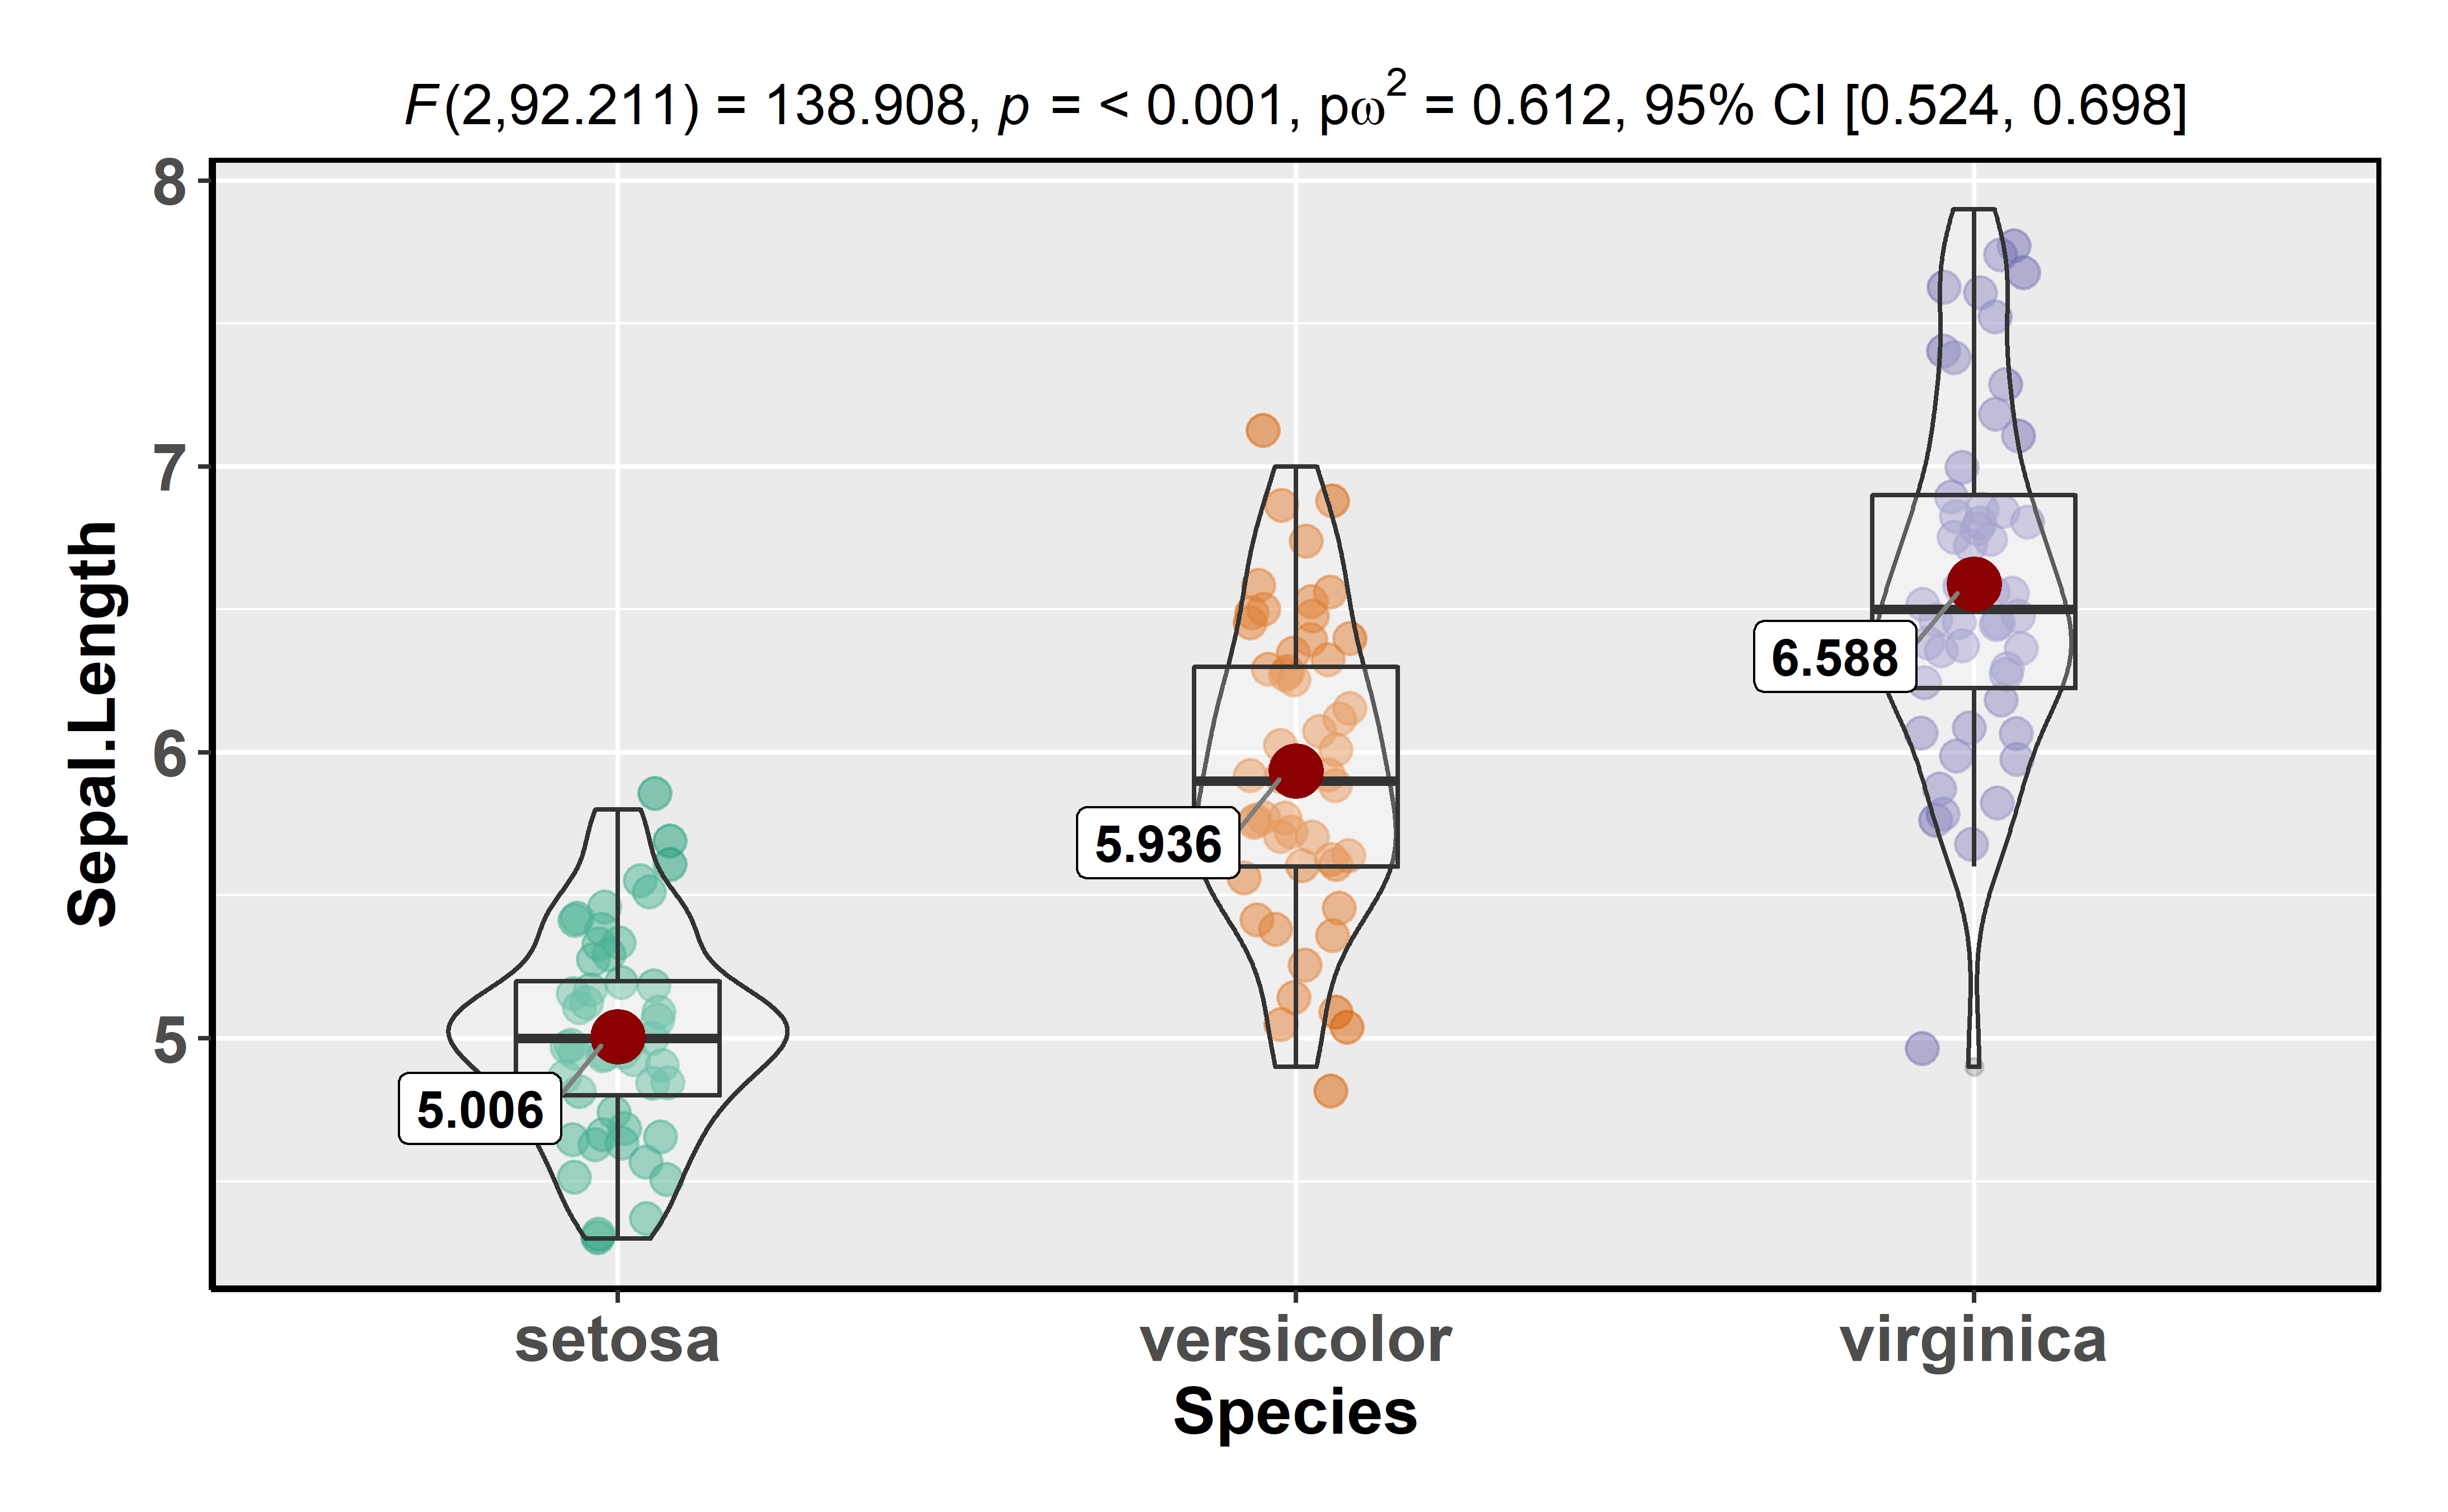 F(2,92.211) = 138.908, p = < 0.001, pω² = 0.612, 95% CI [0.524, 0.698]
8
7
6
5
Sepal.Length
6.588
5.936
5.006
setosa versicolor virginica
Species